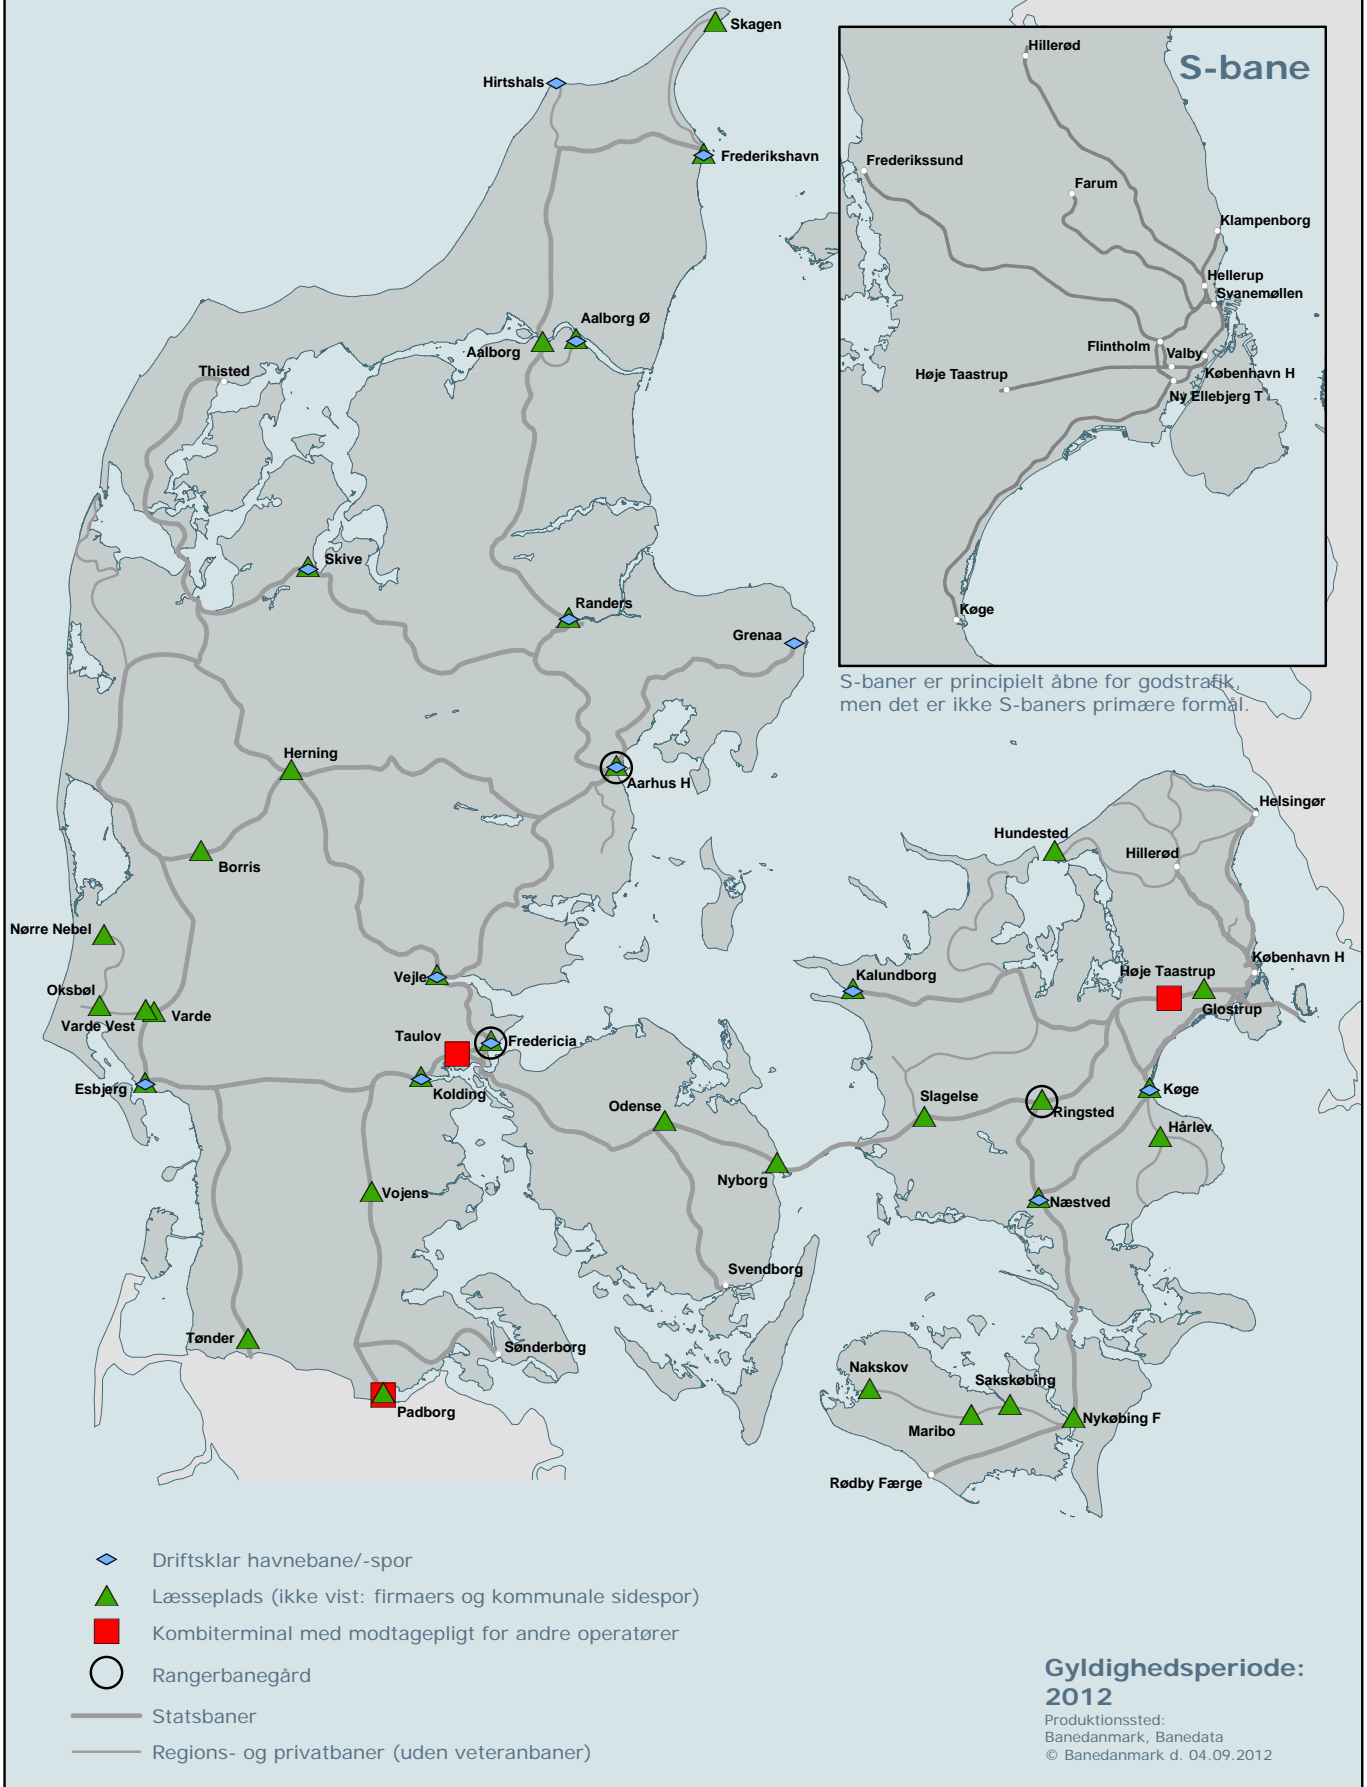 Skagen
Hirtshals
Frederikshavn
Aalborg Ø
Aalborg
Thisted
Skive
Randers
Grenaa
Herning
Aarhus H
Borris
Nørre Nebel
Vejle
Oksbøl
Varde Vest
Varde
Taulov
Fredericia
Esbjerg
Kolding
Odense
Nyborg
Vojens
Svendborg
Tønder
Sønderborg
Padborg
S-bane
Hillerød
Frederikssund
Farum
Klampenborg
Hellerup
Svanemøllen
Flintholm
Valby
Høje Taastrup
København H
Ny Ellebjerg T
Køge
S-baner er principielt åbne for godstrafik,
men det er ikke S-baners primære formål.
Helsingør
Hundested
Hillerød
København H
Kalundborg
Høje Taastrup
Glostrup
Slagelse
Ringsted
Køge
Hårlev
Næstved
Nakskov
Sakskøbing
Maribo
Nykøbing F
Rødby Færge
Driftsklar havnebane/-spor
Læsseplads (ikke vist: firmaers og kommunale sidespor)
Kombiterminal med modtagepligt for andre operatører
Rangerbanegård
Statsbaner
Regions- og privatbaner (uden veteranbaner)
Gyldighedsperiode:
2012
Produktionssted:
Banedanmark, Banedata
© Banedanmark d. 04.09.2012